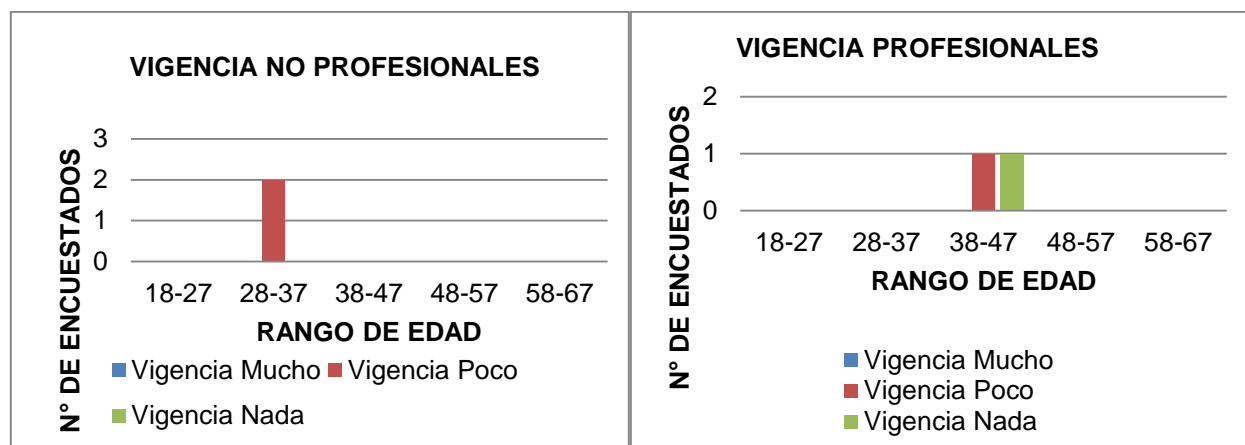 VIGENCIA NO PROFESIONALES
N° DE ENCUESTADOS
3
2
1
0
18-27 28-37 38-47 48-57 58-67
RANGO DE EDAD
Vigencia Mucho Vigencia Poco
Vigencia Nada
VIGENCIA PROFESIONALES
N° DE ENCUESTADOS
2
1
0
18-27 28-37 38-47 48-57 58-67
RANGO DE EDAD
Vigencia Mucho
Vigencia Poco
Vigencia Nada